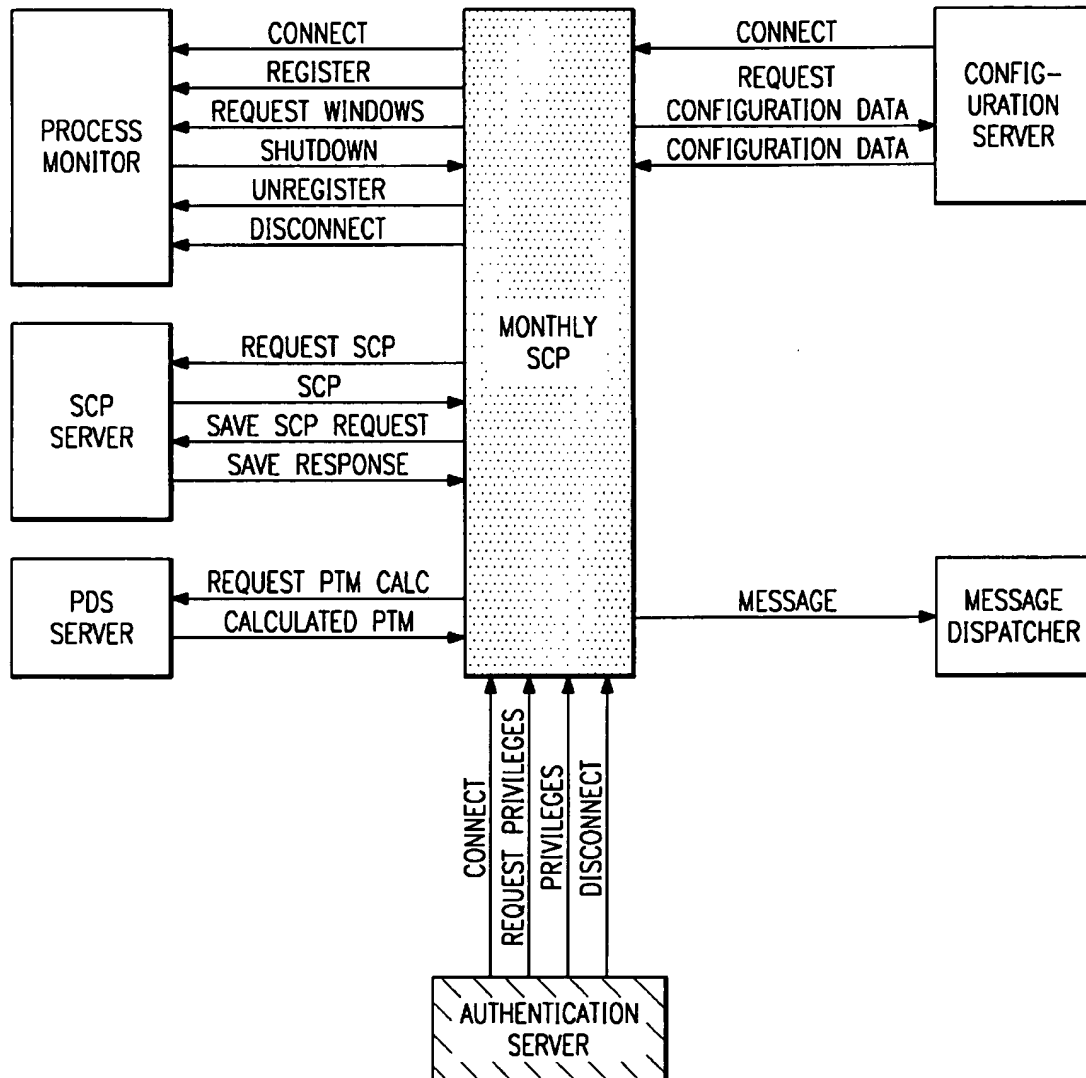 CONNECT
REGISTER
REQUEST WINDOWS
SHUTDOWN
UNREGISTER
DISCONNECT
PROCESS
MONITOR
CONNECT
REQUEST
CONFIGURATION DATA
CONFIGURATION DATA
CONFIG-
URATION
SERVER
MONTHLY
SCP
REQUEST SCP
SCP
SAVE SCP REQUEST
SAVE RESPONSE
SCP
SERVER
REQUEST PTM CALC
CALCULATED PTM
PDS
SERVER
MESSAGE
MESSAGE
DISPATCHER
CONNECT
REQUEST PRIVILEGES
PRIVILEGES
DISCONNECT
AUTHENTICATION
SERVER